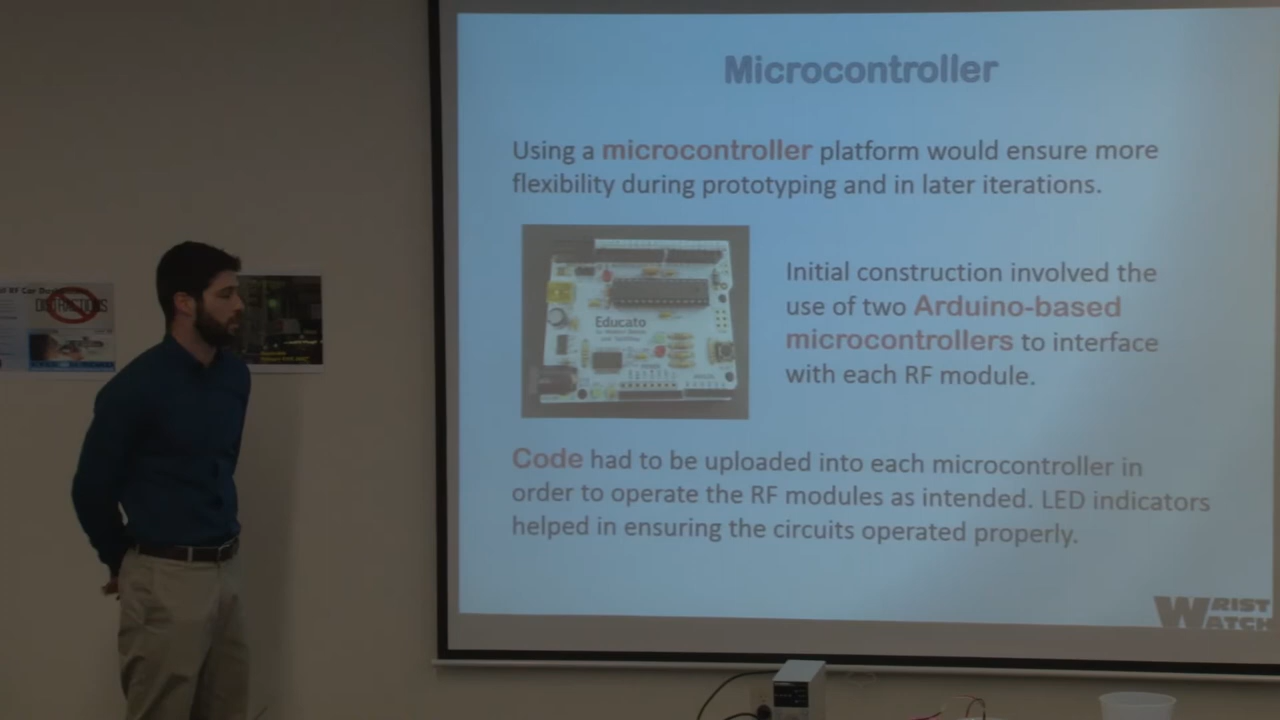 Microcontroller
Using a microcontroller platform would ensure more
flexibility during prototyping and in later iterations.
Educato
Initial construction involved the
use of two Arduino-based
microcontrollers to interface
with each RF module.
Code had to be uploaded into each microcontroller in
order to operate the RF modules as intended. LED indicators
helped in ensuring the circuits operated properly.
WRIST
WATCH
RF Car
DISTRACTIONS